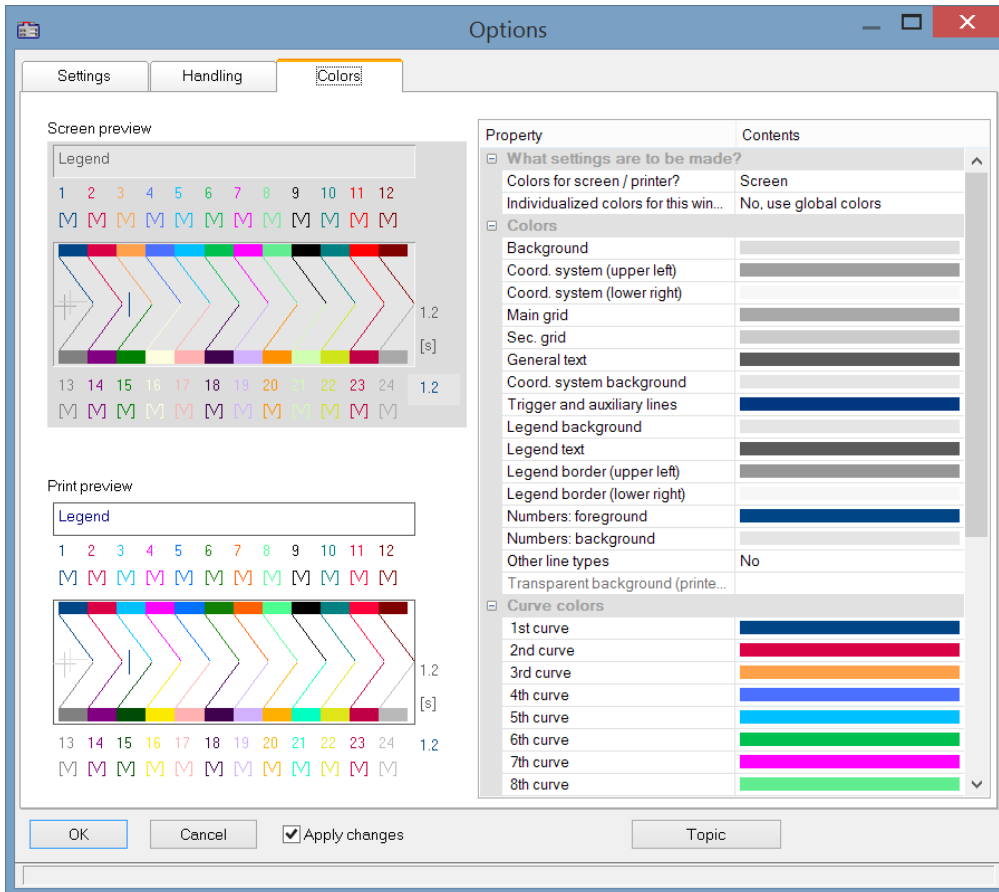 Options
Settings Handling Colors
Screen preview
Legend
1 2 3 4 5 6 7 8 9 10 11 12
[V] [V] [V] [V] [V] [V] [V] [V] [V] [V] [V] [V]
1.2
[s]
13 14 15 16 17 18 19 20 21 22 23 24 1.2
[V] [V] [V] [V] [V] [V] [V] [V] [V] [V] [V] [V]
Print preview
Legend
1 2 3 4 5 6 7 8 9 10 11 12
[V] [V] [V] [V] [V] [V] [V] [V] [V] [V] [V] [V]
1.2
[s]
13 14 15 16 17 18 19 20 21 22 23 24 1.2
[V] [V] [V] [V] [V] [V] [V] [V] [V] [V] [V] [V]
Property Contents
What settings are to be made?
Colors for screen / printer? Screen
Individualized colors for this win... No, use global colors
Colors
Background
Coord. system (upper left)
Coord. system (lower right)
Main grid
Sec. grid
General text
Coord. system background
Trigger and auxiliary lines
Legend background
Legend text
Legend border (upper left)
Legend border (lower right)
Numbers: foreground
Numbers: background
Other line types No
Transparent background (printe...
Curve colors
1st curve
2nd curve
3rd curve
4th curve
5th curve
6th curve
7th curve
8th curve
OK Cancel Apply changes Topic